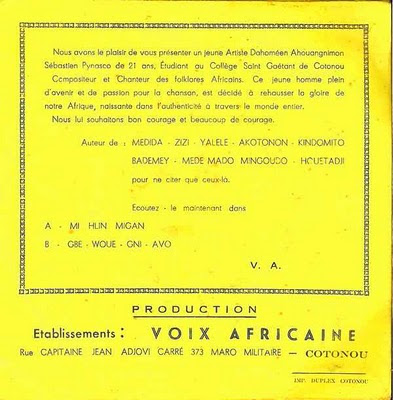 Nous avons le plaisir de vous présenter un jeune Artiste Dahoméen Ahouangnimon
Sébastien Pynasco de 21 ans, Étudiant au Collège Saint Gaétant de Cotonou
Compositeur et Chanteur des folklores Africains. Ce jeune homme plein
d'avenir et de passion pour la chanson, est décidé à rehausser la gloire de
notre Afrique, naissante dans l'authenticité à travers le monde entier.
Nous lui souhaitons bon courage et beaucoup de courage.
Auteur de : MEDIDA - ZIZI - YALELE - AKOTONON - KINDOMITO
BADEMEY - MEDE MADO MINGOUDO - HOUETADJI
pour ne citer que ceux-là.
Ecoutez - le maintenant dans
A - MI HLIN MIGAN
B - GBE - WOUE - GNI - AVO
V. A.
PRODUCTION
Etablissements : VOIX AFRICAINE
Rue CAPITAINE JEAN ADJOVI CARRÉ 373 MARO MILITAIRE — COTONOU
IMP. DUPLEX COTONOU